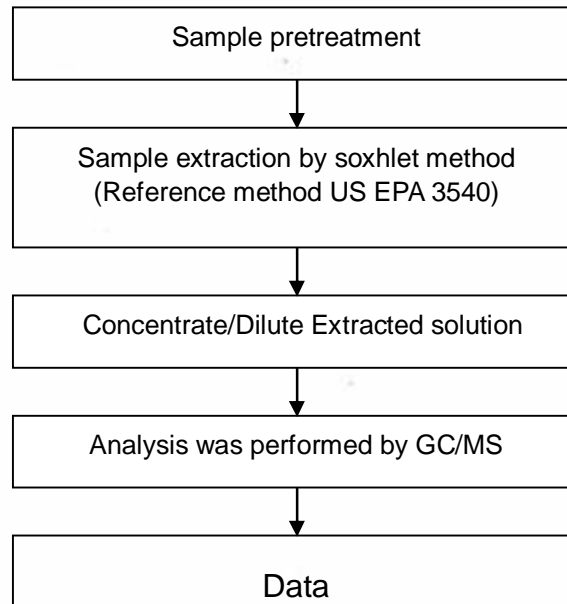 Sample pretreatment
Sample extraction by soxhlet method
(Reference method US EPA 3540)
Concentrate/Dilute Extracted solution
Analysis was performed by GC/MS
Data